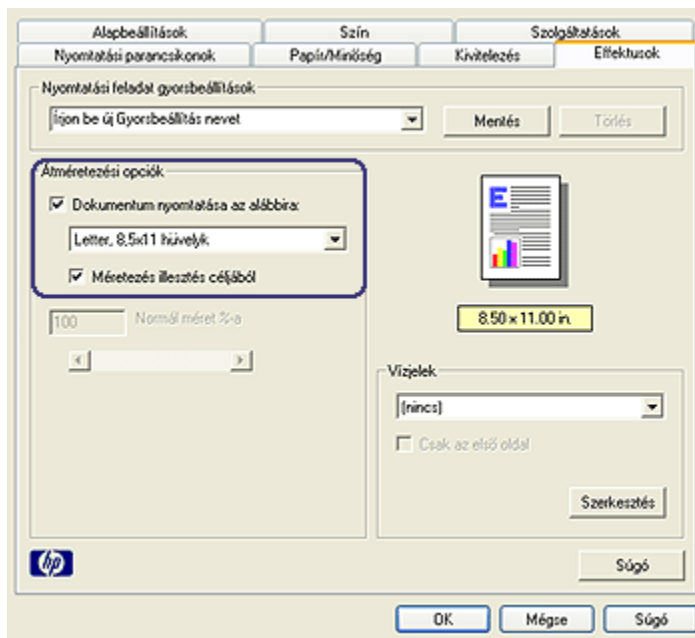 Alapbeállítások Szín Szolgáltatások
Nyomtatási parancsikonok Papír/Minőség Kivitelezés Effektusok
Nyomtatási feladat gyorsbeállítások
Írjon be új Gyorsbeállítás nevet Mentés Törlés
Átméretezési opciók
Dokumentum nyomtatása az alábbira:
Letter, 8,5x11 hüvelyk
Méretezés illesztés céljából
E
8.50 x 11.00 in.
100 Normál méret %-a
Vízjelek
(nincs)
Csak az első oldal
Szerkesztés
hp
Súgó
OK Mégse Súgó